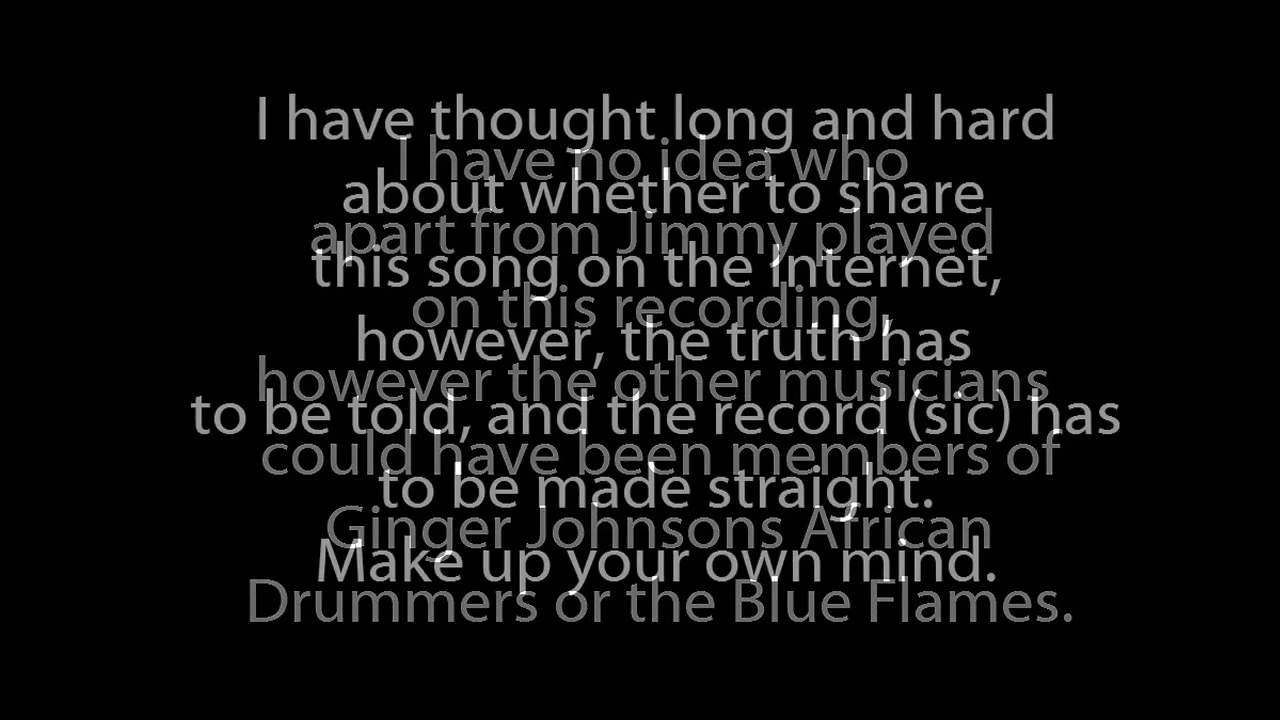 I have thought long and hard
about whether to share
this song on the internet,
however, the truth has
to be told, and the record (sic) has
to be made straight.
Make up your own mind.
I have no idea who
apart from Jimmy played
on this recording,
however the other musicians
could have been members of
Ginger Johnsons African
Drummers or the Blue Flames.